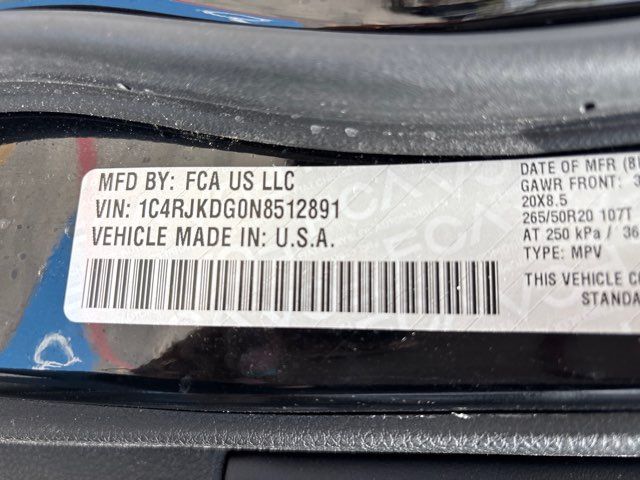 MFD BY: FCA US LLC
VIN: 1C4RJKDG0N8512891
VEHICLE MADE IN: U.S.A.
DATE OF MFR
GAWR FRONT:
20X8.5
265/50R20 107T
AT 250 kPa / 36
TYPE: MPV
THIS VEHICLE
STANDA